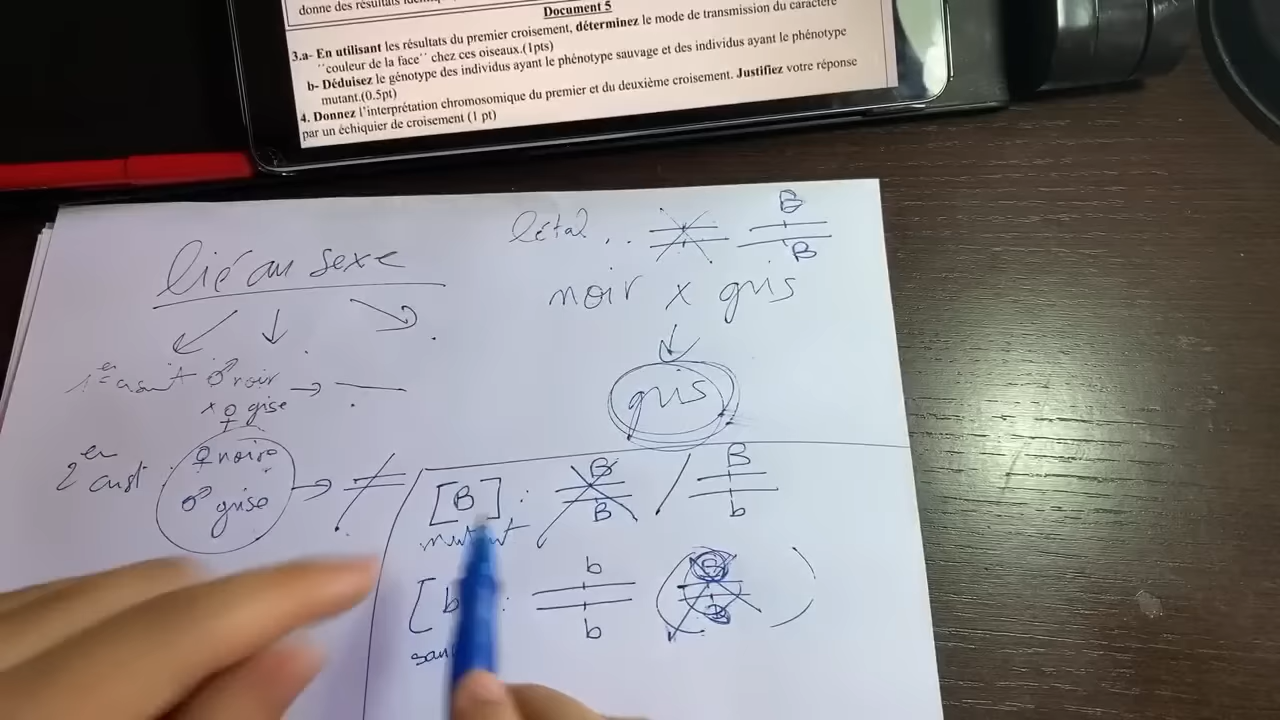 donne des résultats
Document 5
3.a- En utilisant les résultats du premier croisement, déterminez le mode de transmission du caractère
''couleur de la face'' chez ces oiseaux.(1pts)
b- Déduisez le génotype des individus ayant le phénotype sauvage et des individus ayant le phénotype
mutant.(0.5pt)
4. Donnez l'interprétation chromosomique du premier et du deuxième croisement. Justifiez votre réponse
par un échiquier de croisement (1 pt)
létal ..
B
B
lié au sexe
noir x gris
gris
1er ♂ noir →
x ♀ grise
2en ♀ noire
♂ grise →
[B] : B / B
B b
mutant
[b : b B
b B